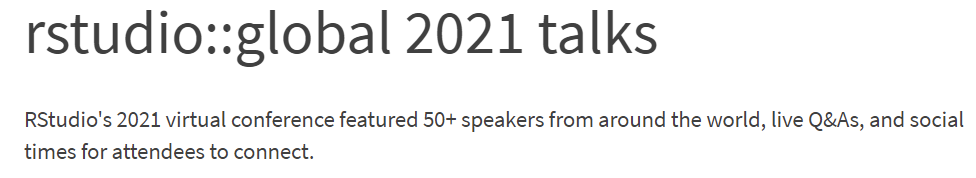 rstudio::global 2021 talks
RStudio's 2021 virtual conference featured 50+ speakers from around the world, live Q&As, and social
times for attendees to connect.